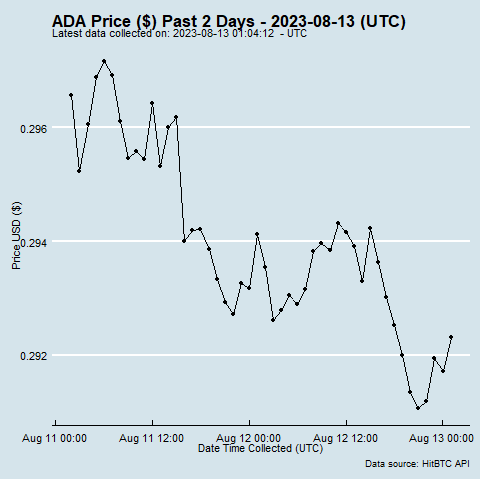 ADA Price ($) Past 2 Days - 2023-08-13 (UTC)
Latest data collected on: 2023-08-13 01:04:12 - UTC
0.296
0.294
0.292
Price USD ($)
Aug 11 00:00 Aug 11 12:00 Aug 12 00:00 Aug 12 12:00 Aug 13 00:00
Date Time Collected (UTC)
Data source: HitBTC API